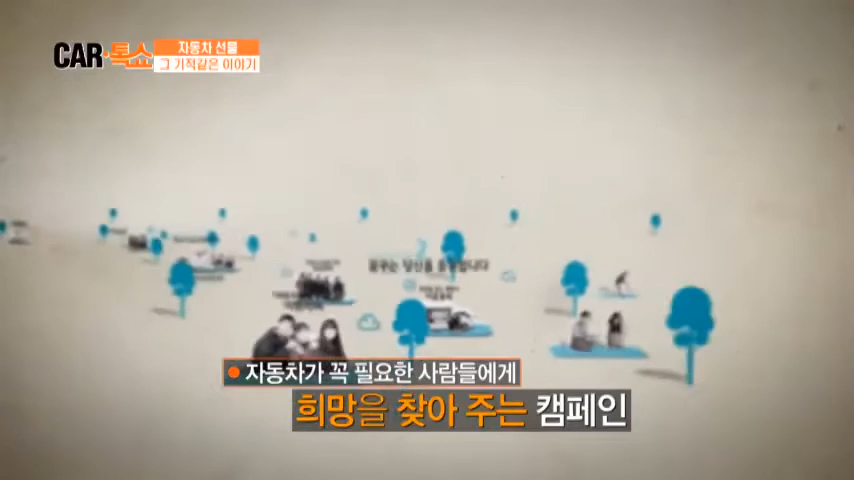 CAR·톡쇼
자동차 선물
그 기적같은 이야기
꿈꾸는 당신을 응원합니다
자동차가 꼭 필요한 사람들에게
희망을 찾아 주는 캠페인